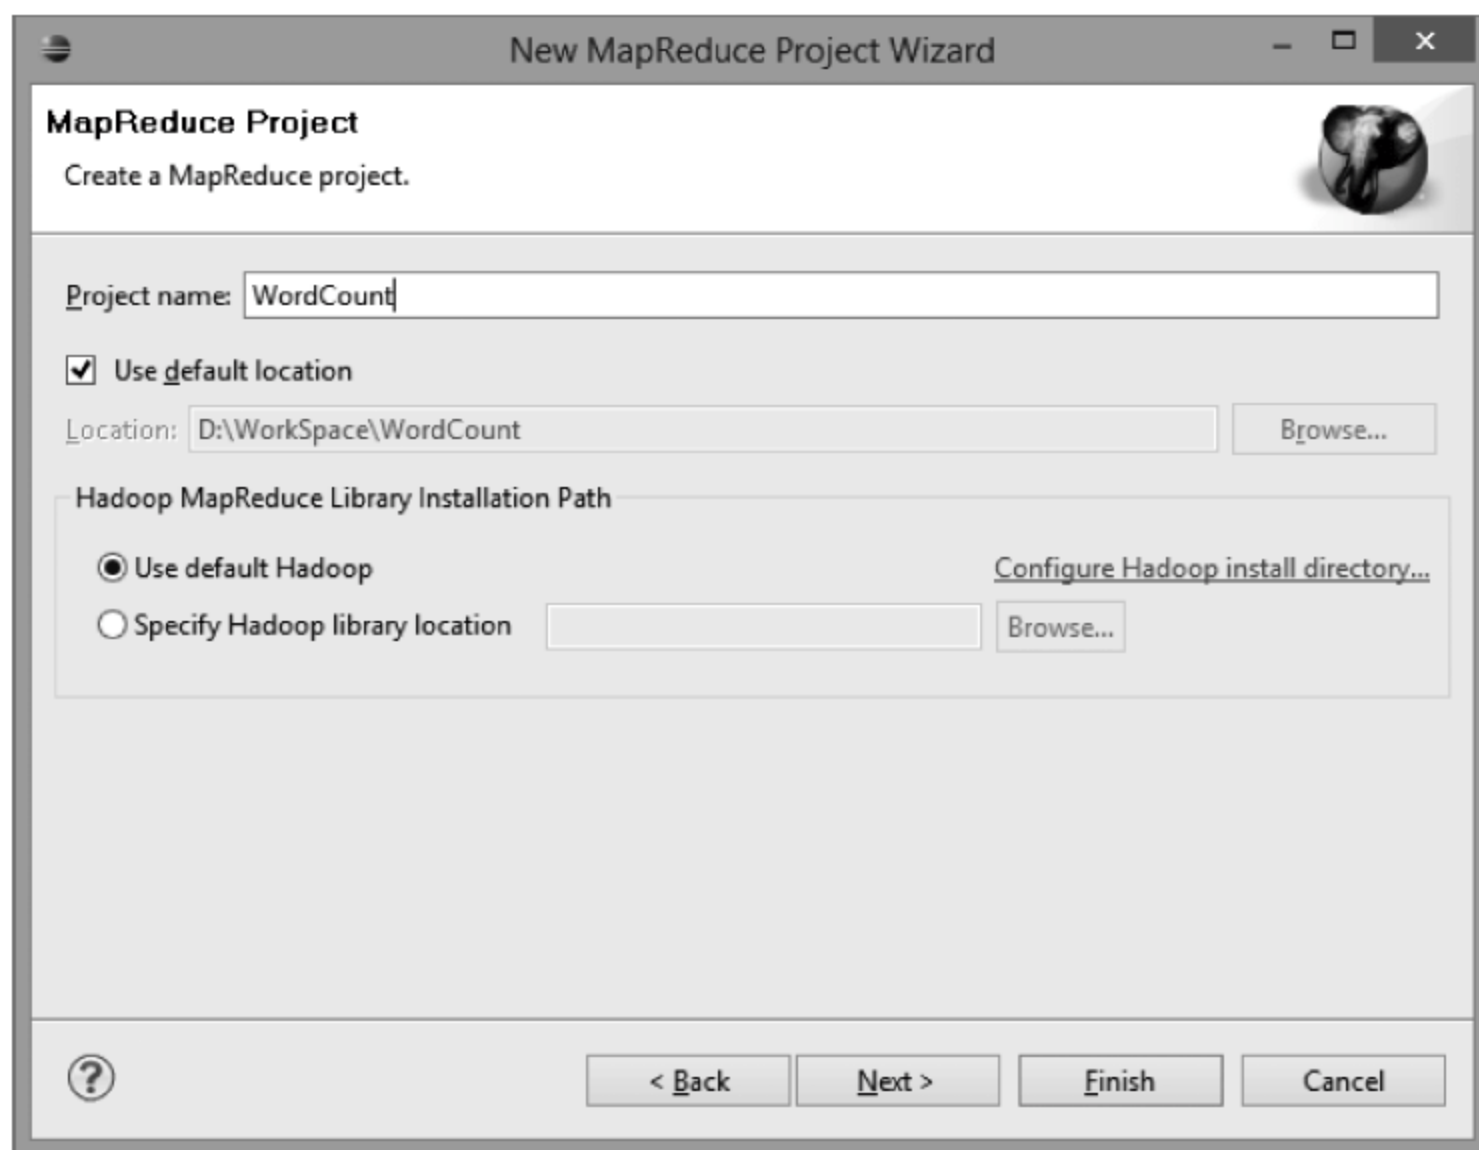 New MapReduce Project Wizard
MapReduce Project
Create a MapReduce project.
Project name: WordCount
Use default location
Location: D:\WorkSpace\WordCount Browse...
Hadoop MapReduce Library Installation Path
Use default Hadoop Configure Hadoop install directory...
Specify Hadoop library location Browse...
? < Back Next > Finish Cancel